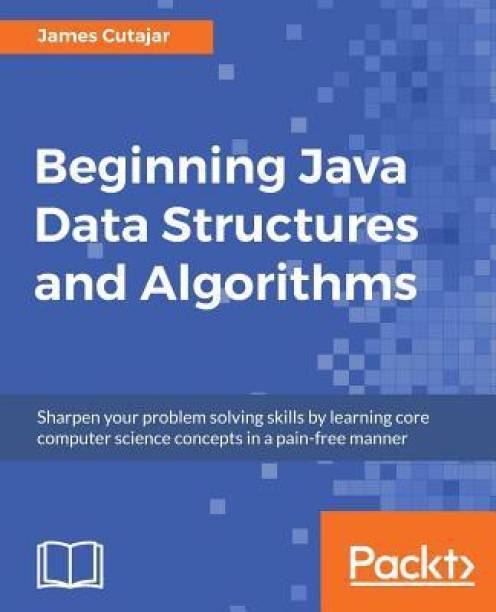 James Cutajar
Beginning Java
Data Structures
and Algorithms
Sharpen your problem solving skills by learning core
computer science concepts in a pain-free manner
Packt>